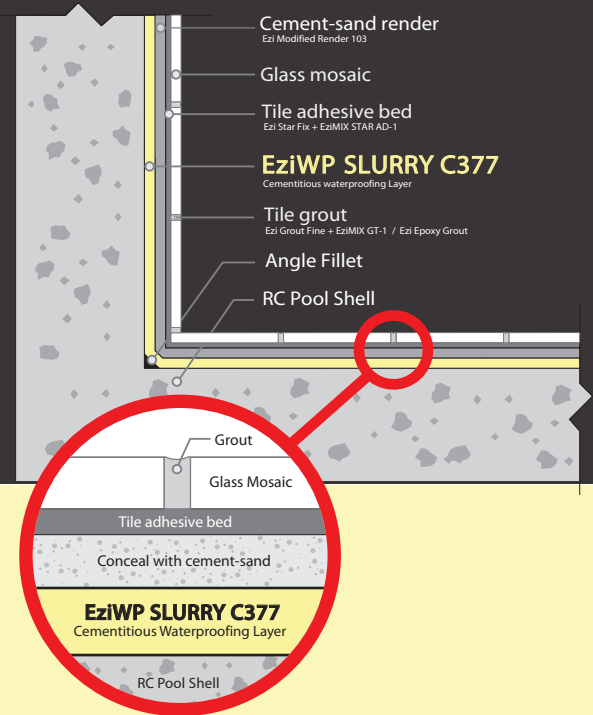 Cement-sand render
Ezi Modified Render 103
Glass mosaic
Tile adhesive bed
Ezi Star Fix + EziMIX STAR AD-1
EziWP SLURRY C377
Cementitious waterproofing Layer
Tile grout
Ezi Grout Fine + EziMIX GT-1 / Ezi Epoxy Grout
Angle Fillet
RC Pool Shell
Grout
Glass Mosaic
Tile adhesive bed
Conceal with cement-sand
EziWP SLURRY C377
Cementitious Waterproofing Layer
RC Pool Shell